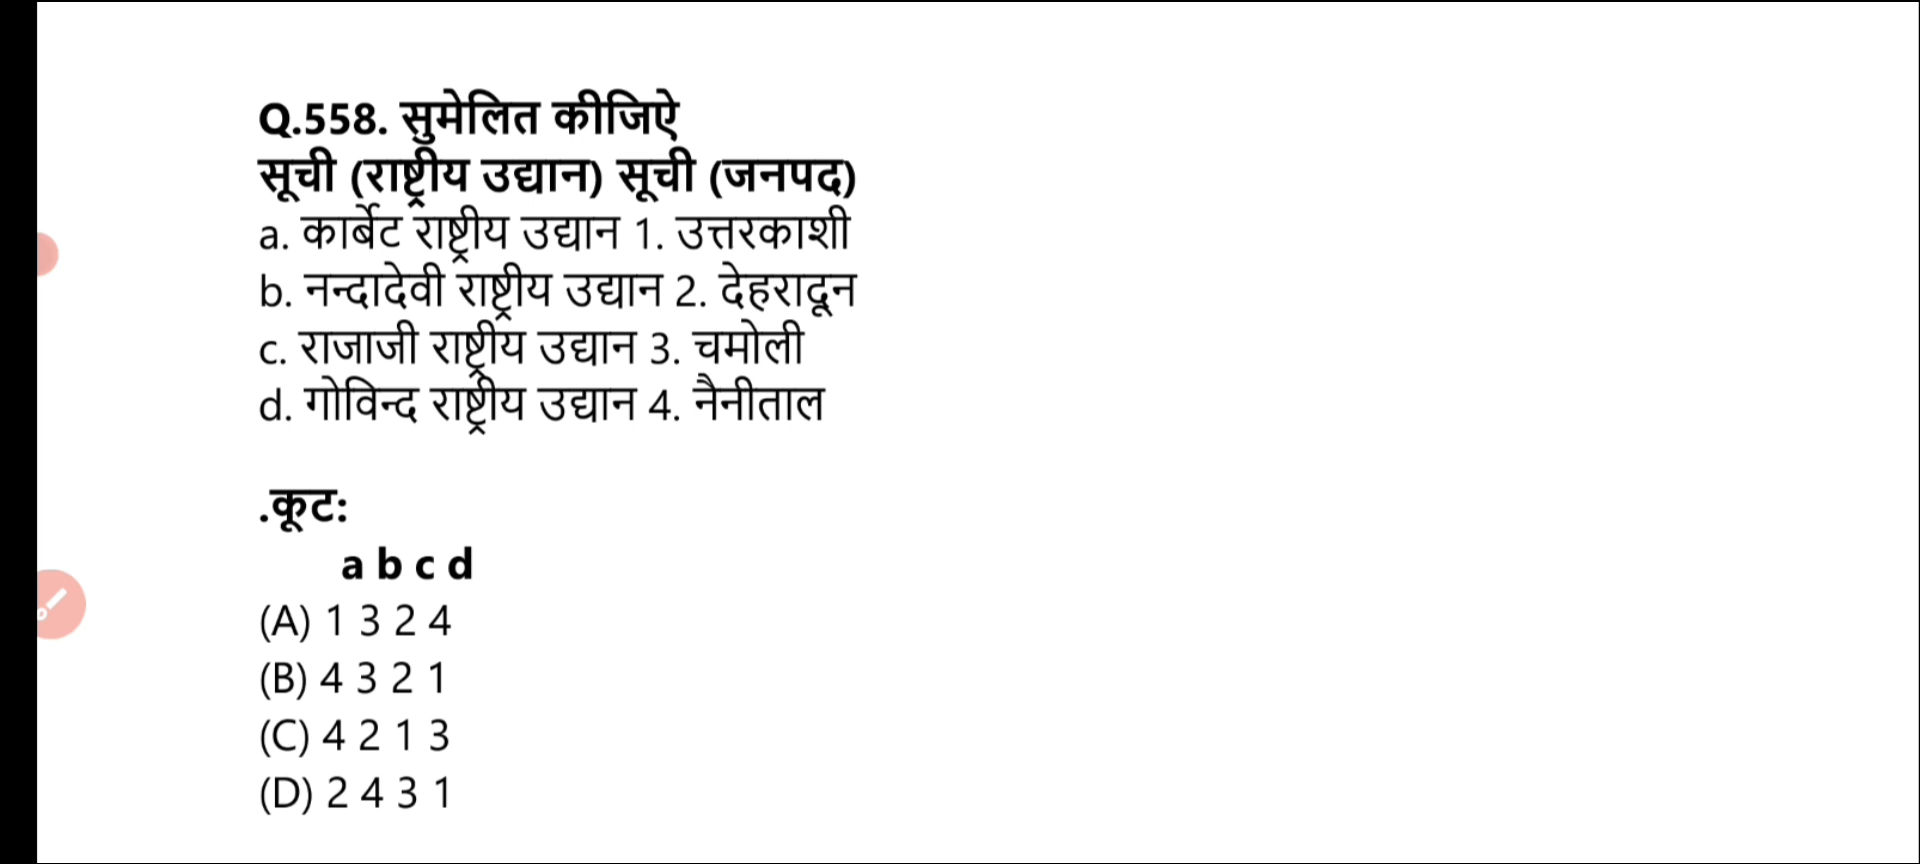 Q.558. सुमेलित कीजिऐ
सूची (राष्ट्रीय उद्यान) सूची (जनपद)
a. कार्बेट राष्ट्रीय उद्यान 1. उत्तरकाशी
b. नन्दादेवी राष्ट्रीय उद्यान 2. देहरादून
c. राजाजी राष्ट्रीय उद्यान 3. चमोली
d. गोविन्द राष्ट्रीय उद्यान 4. नैनीताल
.कूटः
a b c d
(A) 1 3 2 4
(B) 4 3 2 1
(C) 4 2 1 3
(D) 2 4 3 1